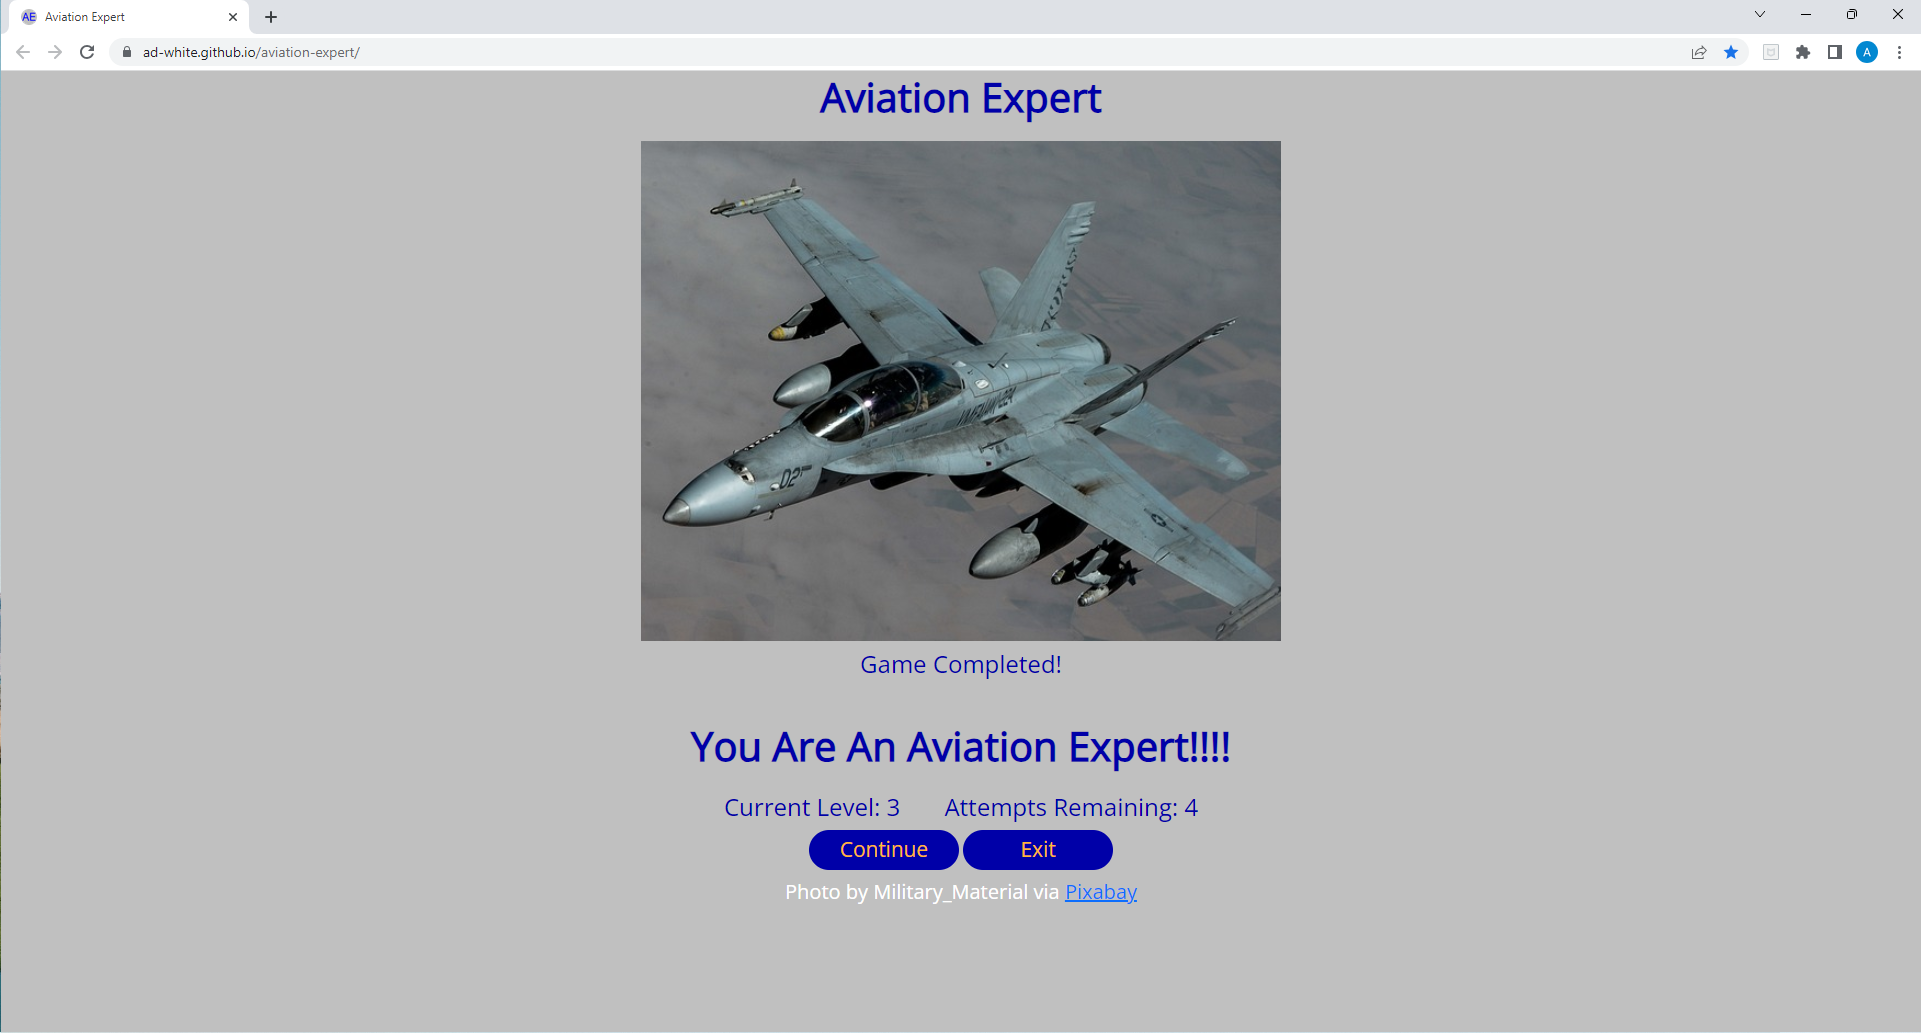 AE Aviation Expert
ad-white.github.io/aviation-expert/
A
Aviation Expert
02
Game Completed!
You Are An Aviation Expert!!!!
Current Level: 3 Attempts Remaining: 4
Continue Exit
Photo by Military_Material via Pixabay